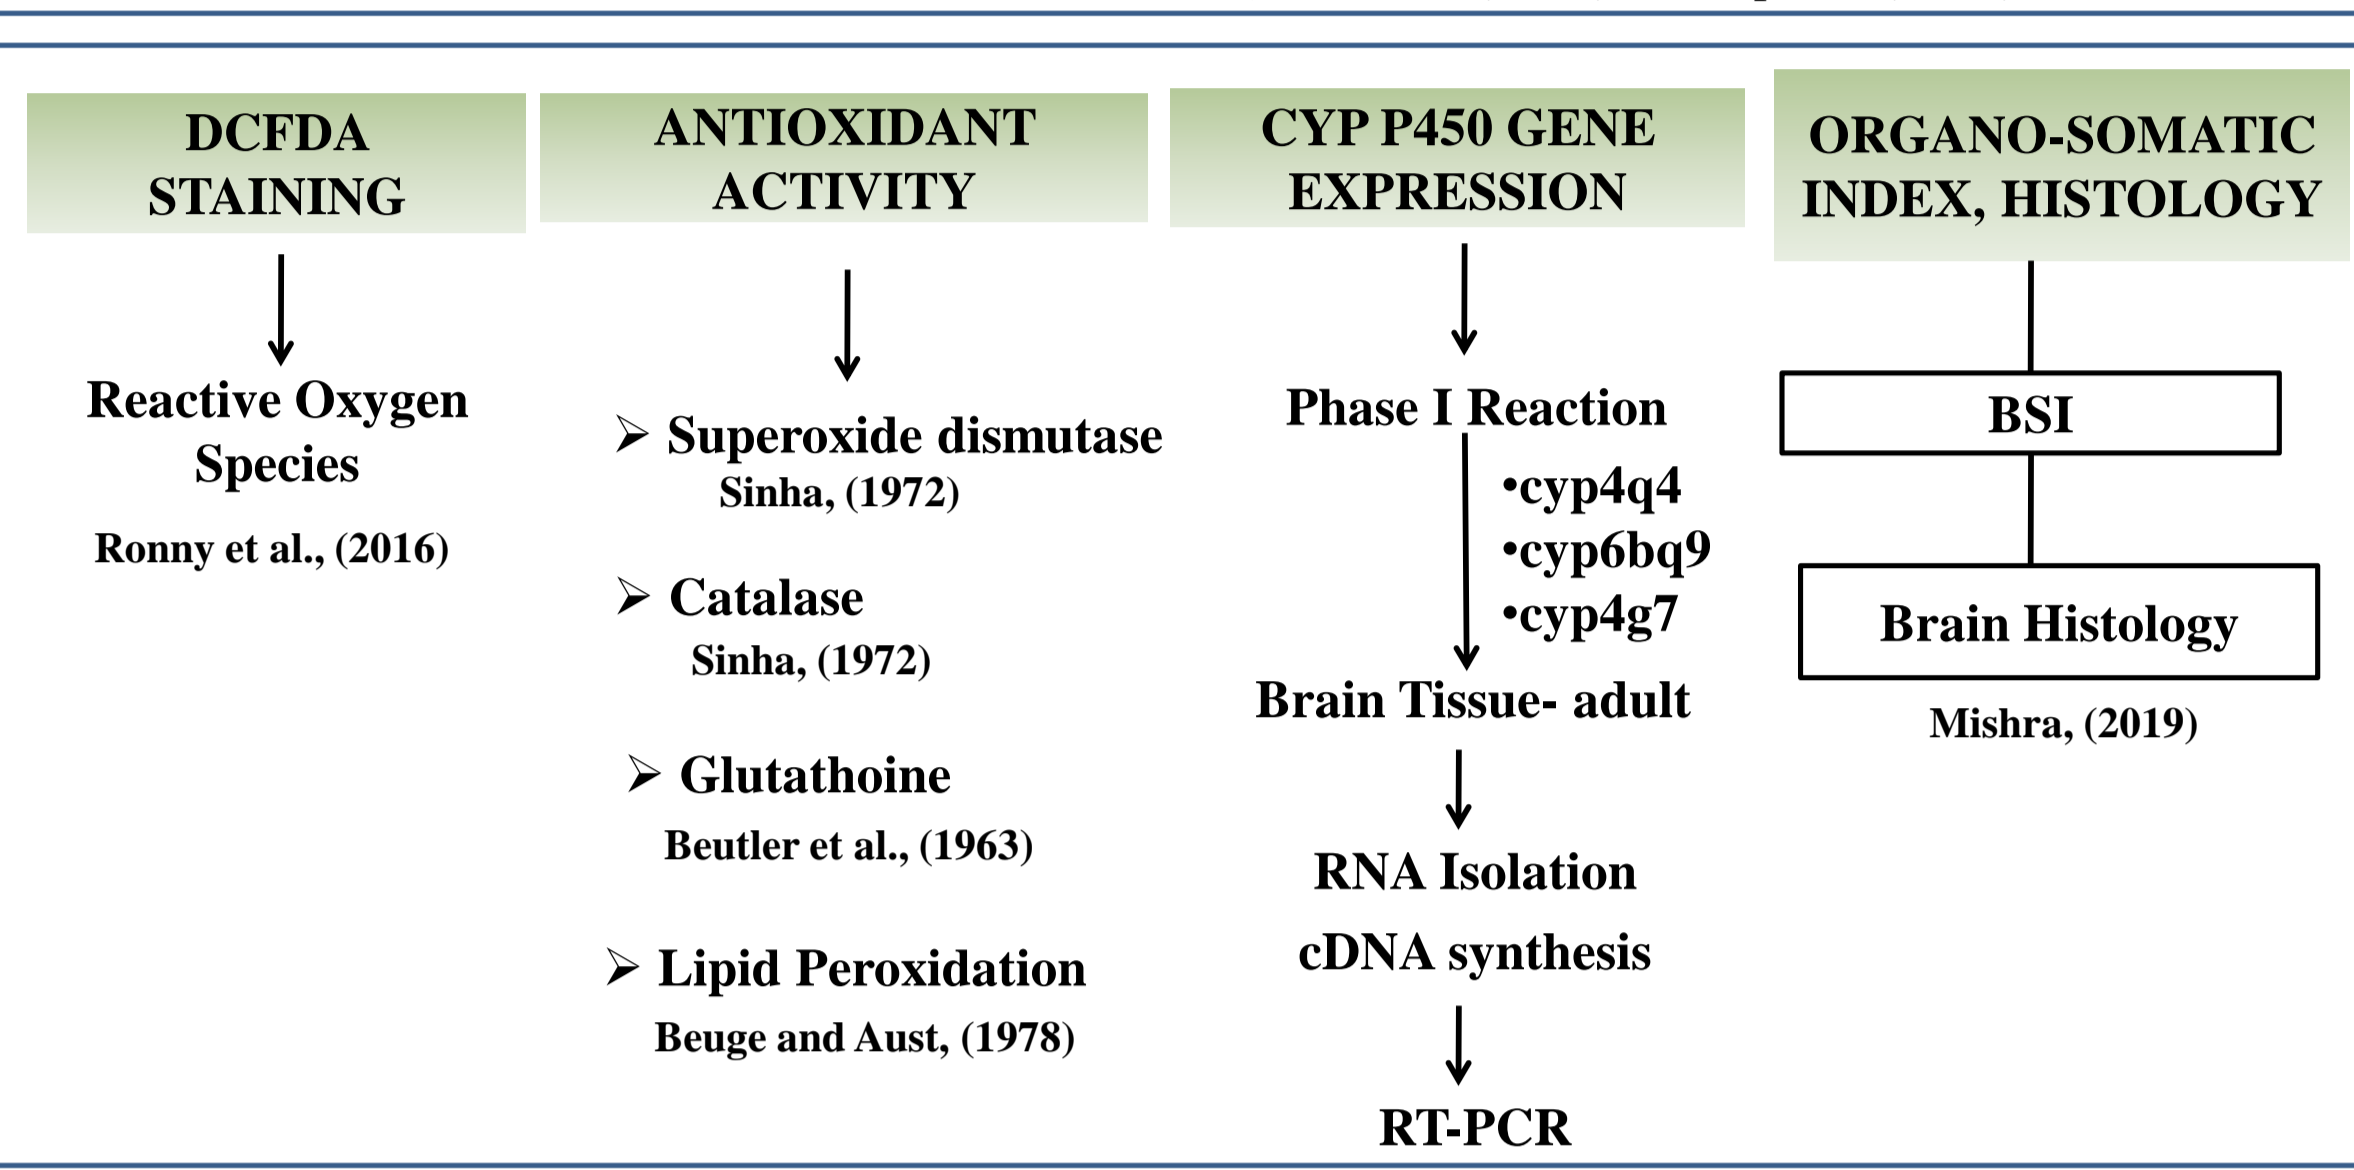 DCFDA
STAINING
Reactive Oxygen
Species
Ronny et al., (2016)
ANTIOXIDANT
ACTIVITY
➢ Superoxide dismutase
Sinha, (1972)
➢ Catalase
Sinha, (1972)
➢ Glutathoine
Beutler et al., (1963)
➢ Lipid Peroxidation
Beuge and Aust, (1978)
CYP P450 GENE
EXPRESSION
Phase I Reaction
•cyp4q4
•cyp6bq9
•cyp4g7
Brain Tissue- adult
RNA Isolation
cDNA synthesis
RT-PCR
ORGANO-SOMATIC
INDEX, HISTOLOGY
BSI
Brain Histology
Mishra, (2019)